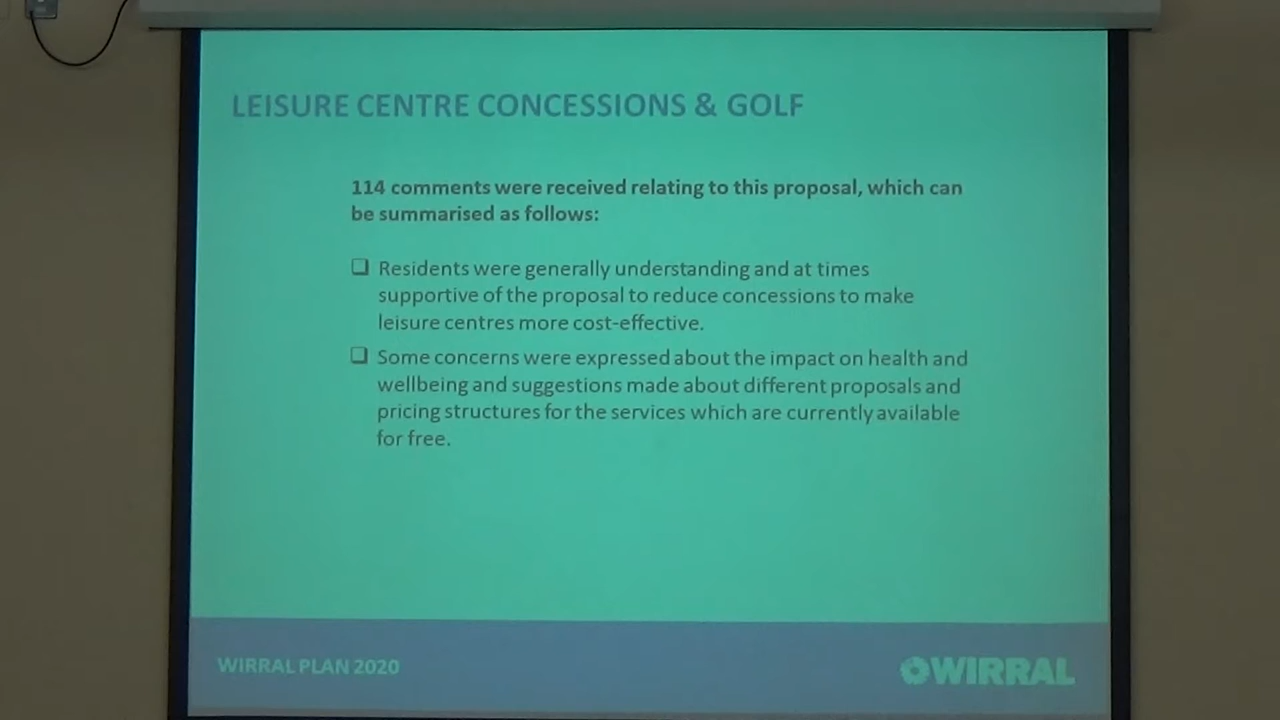 LEISURE CENTRE CONCESSIONS & GOLF
114 comments were received relating to this proposal, which can
be summarised as follows:
❑ Residents were generally understanding and at times
supportive of the proposal to reduce concessions to make
leisure centres more cost-effective.
❑ Some concerns were expressed about the impact on health and
wellbeing and suggestions made about different proposals and
pricing structures for the services which are currently available
for free.
WIRRAL PLAN 2020
WIRRAL